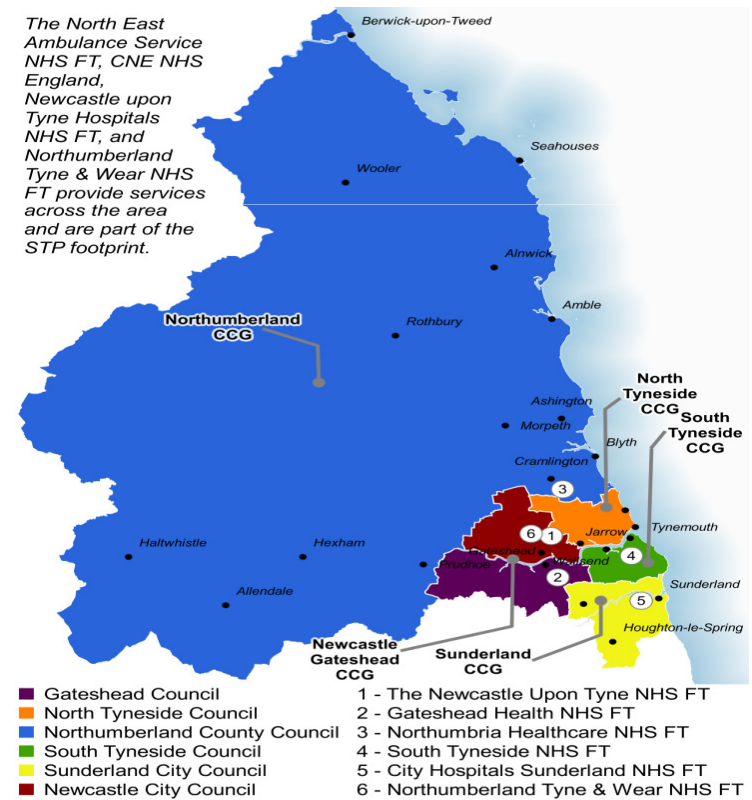 The North East
Ambulance Service
NHS FT, CNE NHS
England,
Newcastle upon
Tyne Hospitals
NHS FT, and
Northumberland
Tyne & Wear NHS
FT provide services
across the area
and are part of the
STP footprint.
Berwick-upon-Tweed
Seahouses
Wooler
Alnwick
Amble
Northumberland
CCG
Rothbury
North
Tyneside
CCG
South
Tyneside
CCG
Ashington
Morpeth
Blyth
Cramlington
3
6
1
Jarrow
Tynemouth
Haltwhistle
Hexham
Gateshead
Wallsend
4
Prudhoe
2
Allendale
Sunderland
5
Houghton-le-Spring
Newcastle
Gateshead
CCG
Sunderland
CCG
Gateshead Council
North Tyneside Council
Northumberland County Council
South Tyneside Council
Sunderland City Council
Newcastle City Council
1 - The Newcastle Upon Tyne NHS FT
2 - Gateshead Health NHS FT
3 - Northumbria Healthcare NHS FT
4 - South Tyneside NHS FT
5 - City Hospitals Sunderland NHS FT
6 - Northumberland Tyne & Wear NHS FT